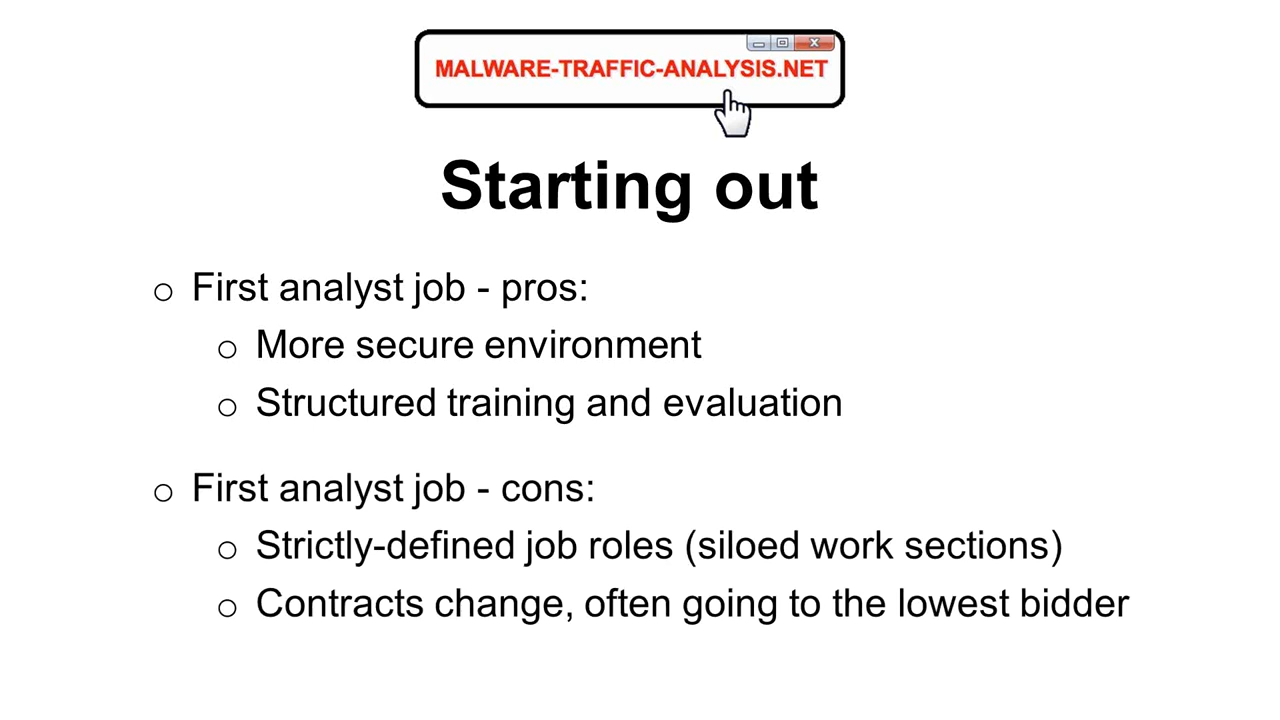 MALWARE-TRAFFIC-ANALYSIS.NET
Starting out
o First analyst job - pros:
o More secure environment
o Structured training and evaluation
o First analyst job - cons:
o Strictly-defined job roles (siloed work sections)
o Contracts change, often going to the lowest bidder